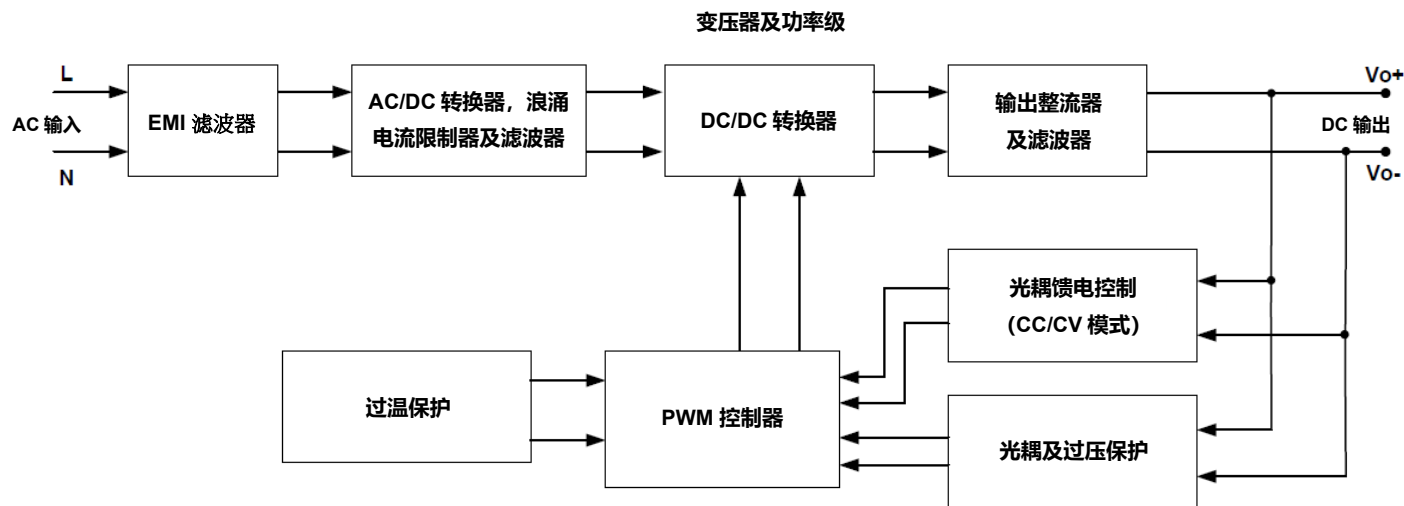 变压器及功率级
L
AC 输入
N
EMI 滤波器
AC/DC 转换器，浪涌
电流限制器及滤波器
DC/DC 转换器
输出整流器
及滤波器
Vo+
DC 输出
Vo-
光耦馈电控制
（CC/CV 模式）
过温保护
PWM 控制器
光耦及过压保护